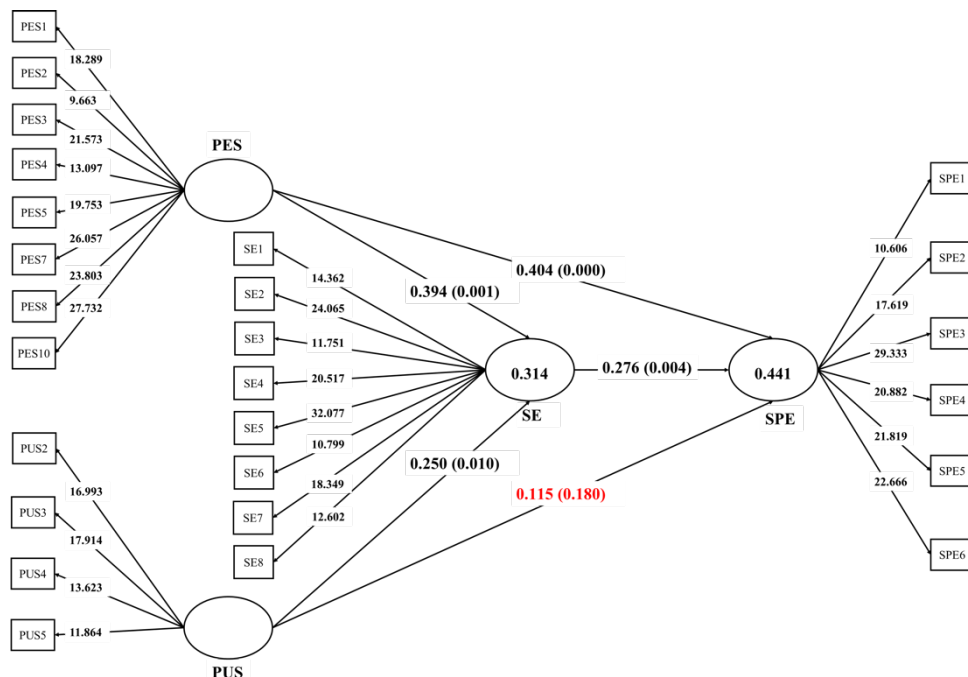 PES1
18.289
PES2
9.663
PES3
21.573
PES4
13.097
PES5
19.753
PES7
26.057
PES8
23.803
PES10
27.732
PES
SE1
14.362
SE2
24.065
SE3
11.751
SE4
20.517
SE5
32.077
SE6
10.799
SE7
18.349
SE8
12.602
0.404 (0.000)
0.394 (0.001)
0.314
SE
0.276 (0.004)
0.441
SPE
0.250 (0.010)
0.115 (0.180)
SPE1
10.606
SPE2
17.619
SPE3
29.333
SPE4
20.882
SPE5
21.819
22.666
SPE6
PUS2
16.993
PUS3
17.914
PUS4
13.623
PUS5
11.864
PUS